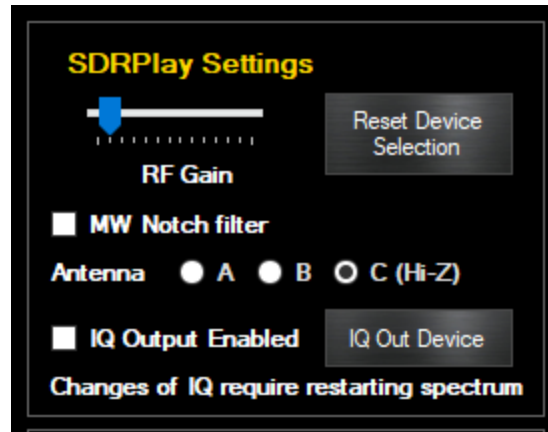 SDRPlay Settings
Reset Device
Selection
RF Gain
MW Notch filter
Antenna A B C (Hi-Z)
IQ Output Enabled
IQ Out Device
Changes of IQ require restarting spectrum